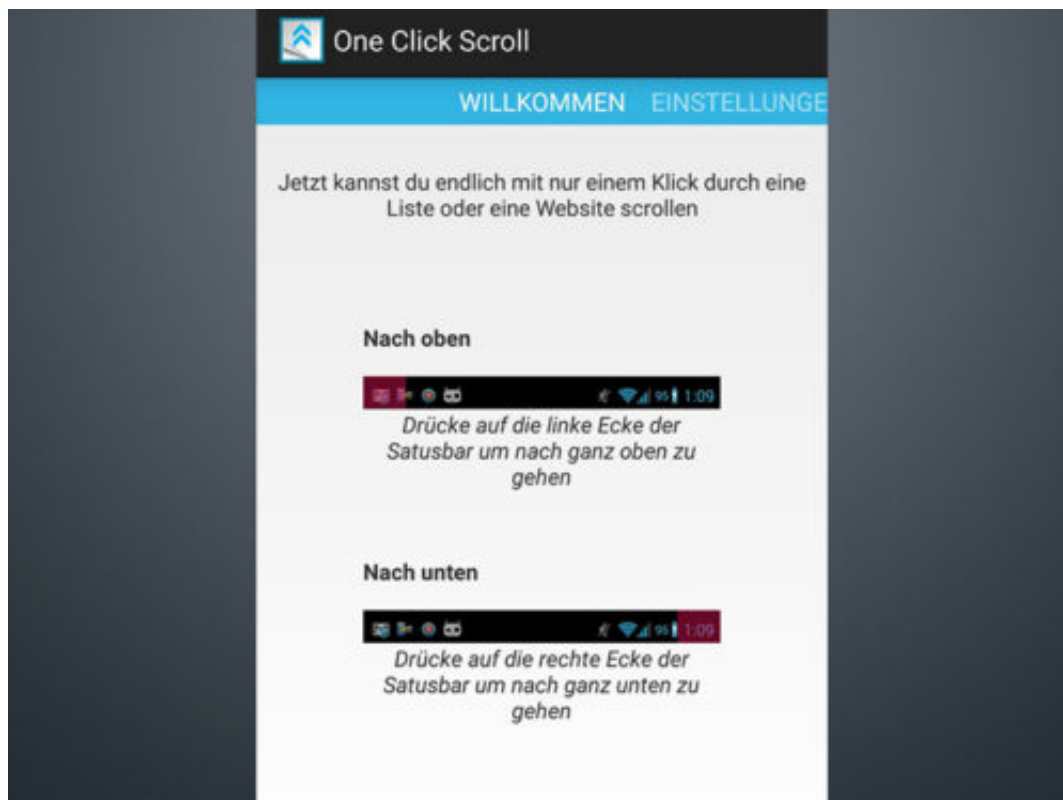 One Click Scroll
WILLKOMMEN EINSTELLUNGE
Jetzt kannst du endlich mit nur einem Klick durch eine
Liste oder eine Website scrollen
Nach oben
95 1:09
Drücke auf die linke Ecke der
Satusbar um nach ganz oben zu
gehen
Nach unten
95 1:09
Drücke auf die rechte Ecke der
Satusbar um nach ganz unten zu
gehen